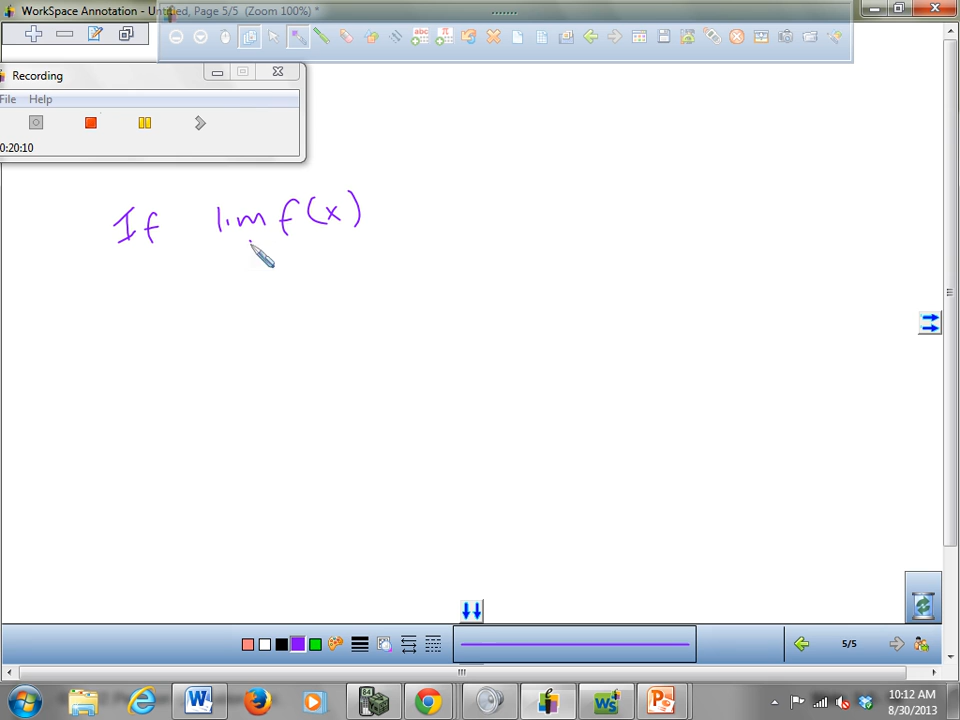 WorkSpace Annotation - Untitled, Page 5/5 (Zoom 100%) *
Recording
File Help
0:20:10
If lim f(x)
5/5
10:12 AM
8/30/2013